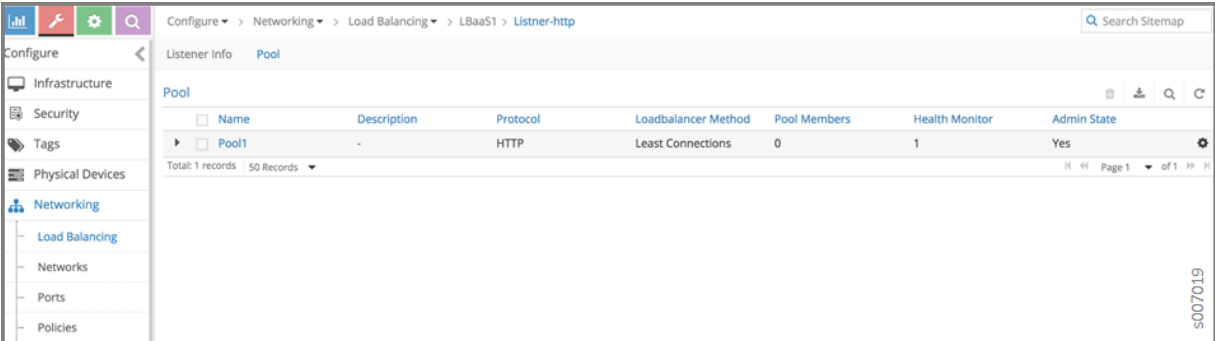 Configure > Networking > Load Balancing > LBaaS1 > Listner-http
Search Sitemap
Configure
Listener Info Pool
Infrastructure
Security
Tags
Physical Devices
Networking
Load Balancing
Networks
Ports
Policies
Pool
Name Description Protocol Loadbalancer Method Pool Members Health Monitor Admin State
Pool1 - HTTP Least Connections 0 1 Yes
Total: 1 records 50 Records Page 1 of 1
s007019